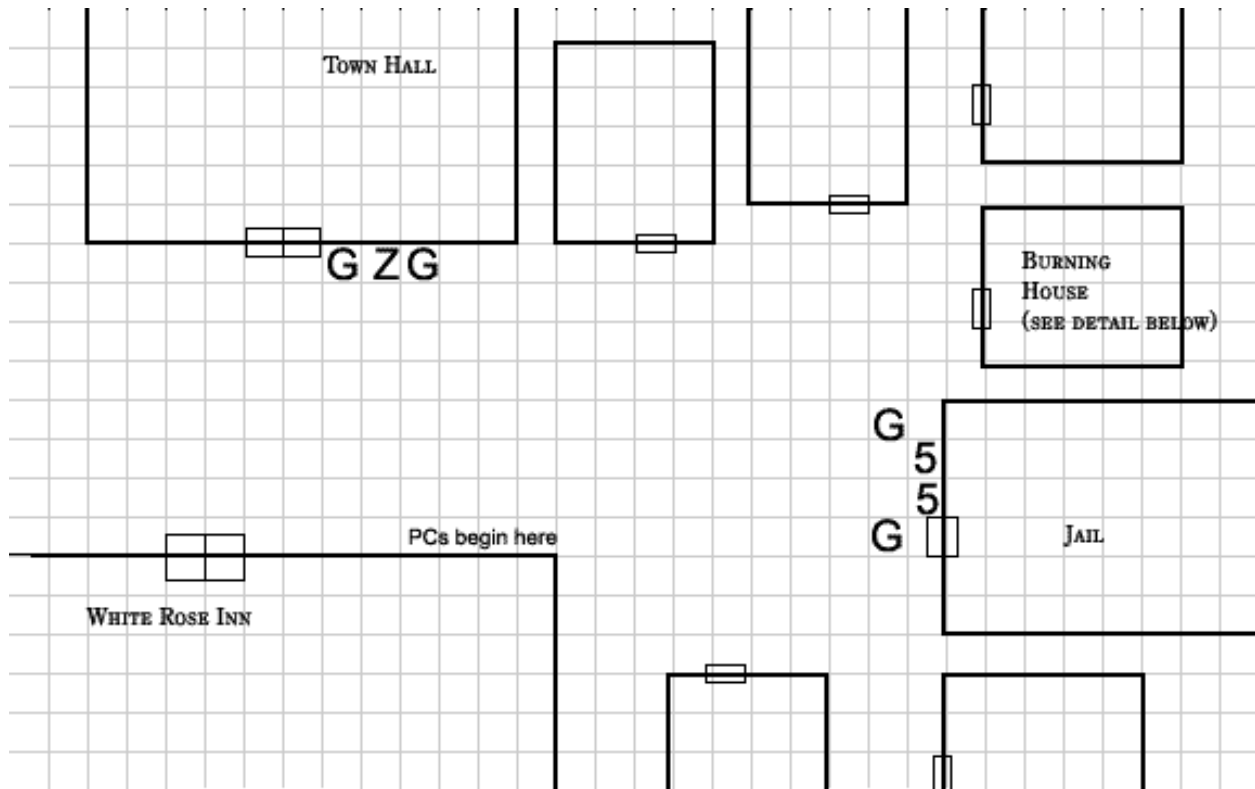 Town Hall
G Z G
Burning
House
(see detail below)
G
5
5
G
Jail
PCs begin here
White Rose Inn